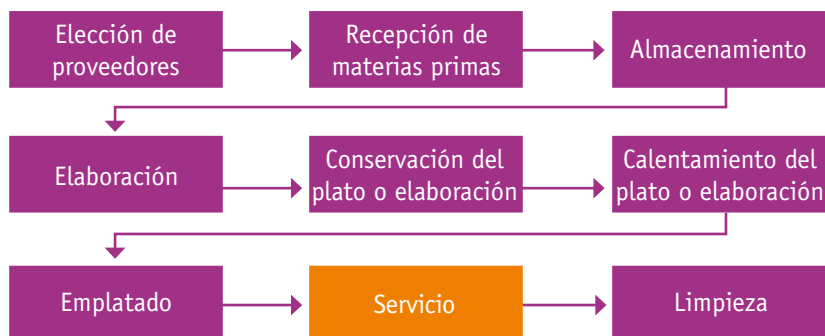 Elección de
proveedores
Recepción de
materias primas
Almacenamiento
Elaboración
Conservación del
plato o elaboración
Calentamiento del
plato o elaboración
Emplatado
Servicio
Limpieza